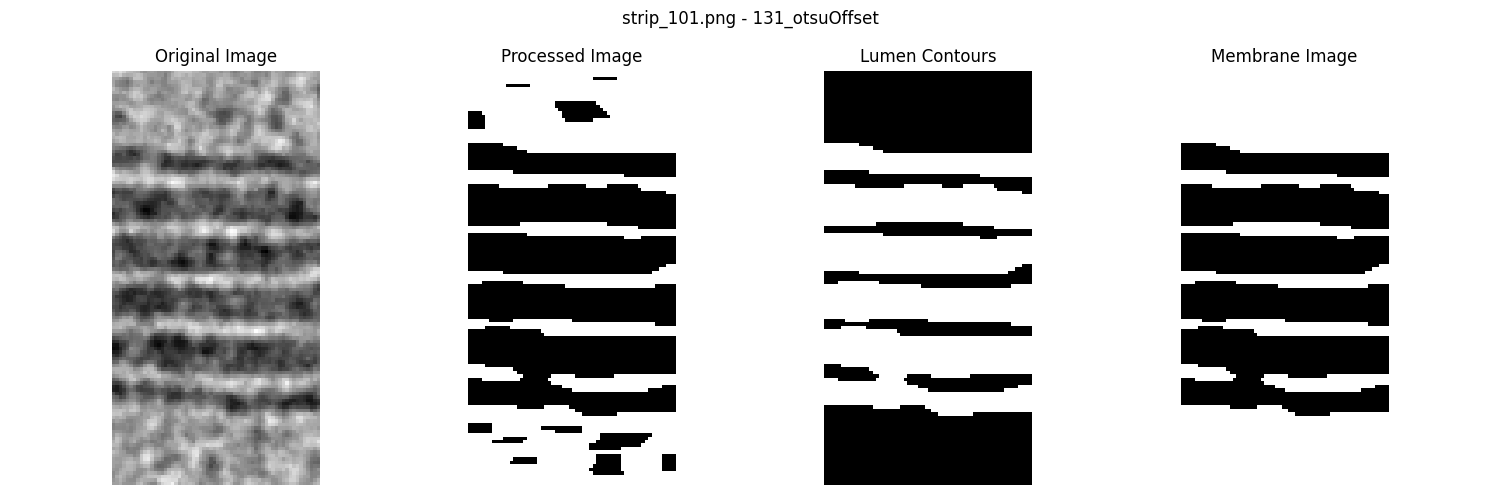 strip_101.png - 131_otsuOffset
Original Image
Processed Image
Lumen Contours
Membrane Image